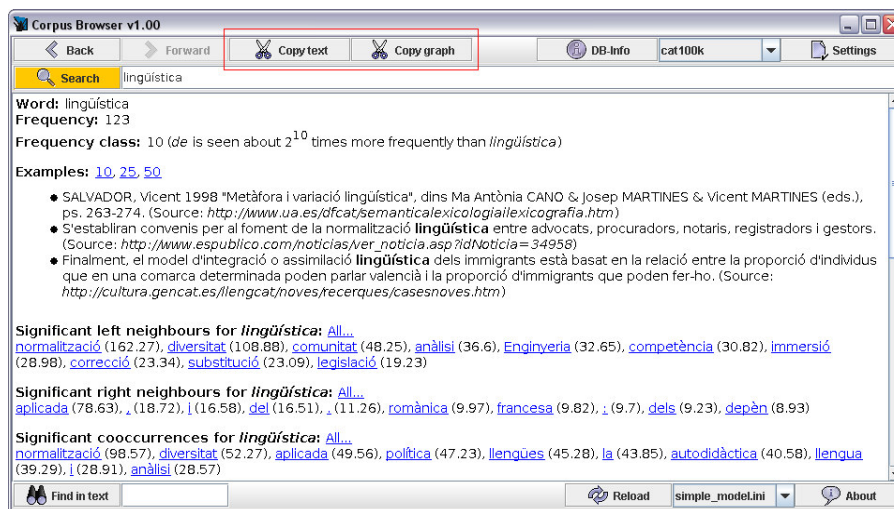 Corpus Browser v1.00
Back Forward Copy text Copy graph DB-Info cat100k Settings
Search lingüística
Word: lingüística
Frequency: 123
Frequency class: 10 (de is seen about 2^10 times more frequently than lingüística)
Examples: 10, 25, 50
SALVADOR, Vicent 1998 "Metàfora i variació lingüística", dins Ma Antònia CANO & Josep MARTINES & Vicent MARTINES (eds.),
ps. 263-274. (Source: http://www.ua.es/dfcat/semanticalexicologiailexicografia.htm)
S'establiran convenis per al foment de la normalització lingüística entre advocats, procuradors, notaris, registradors i gestors.
(Source: http://www.espublico.com/noticias/ver_noticia.asp?idNoticia=34958)
Finalment, el model d'integració o assimilació lingüística dels immigrants està basat en la relació entre la proporció d'individus
que en una comarca determinada poden parlar valencià i la proporció d'immigrants que poden fer-ho. (Source:
http://cultura.gencat.es/llengcat/noves/recerques/casesnoves.htm)
Significant left neighbours for lingüística: All...
normalització (162.27), diversitat (108.88), comunitat (48.25), anàlisi (36.6), Enginyeria (32.65), competència (30.82), immersió
(28.98), correcció (23.34), substitució (23.09), legislació (19.23)
Significant right neighbours for lingüística: All...
aplicada (78.63), , (18.72), i (16.58), del (16.51), . (11.26), romànica (9.97), francesa (9.82), : (9.7), dels (9.23), depèn (8.93)
Significant cooccurrences for lingüística: All...
normalització (98.57), diversitat (52.27), aplicada (49.56), política (47.23), llengües (45.28), la (43.85), autodidàctica (40.58), llengua
(39.29), i (28.91), anàlisi (28.57)
Find in text Reload simple_model.ini About